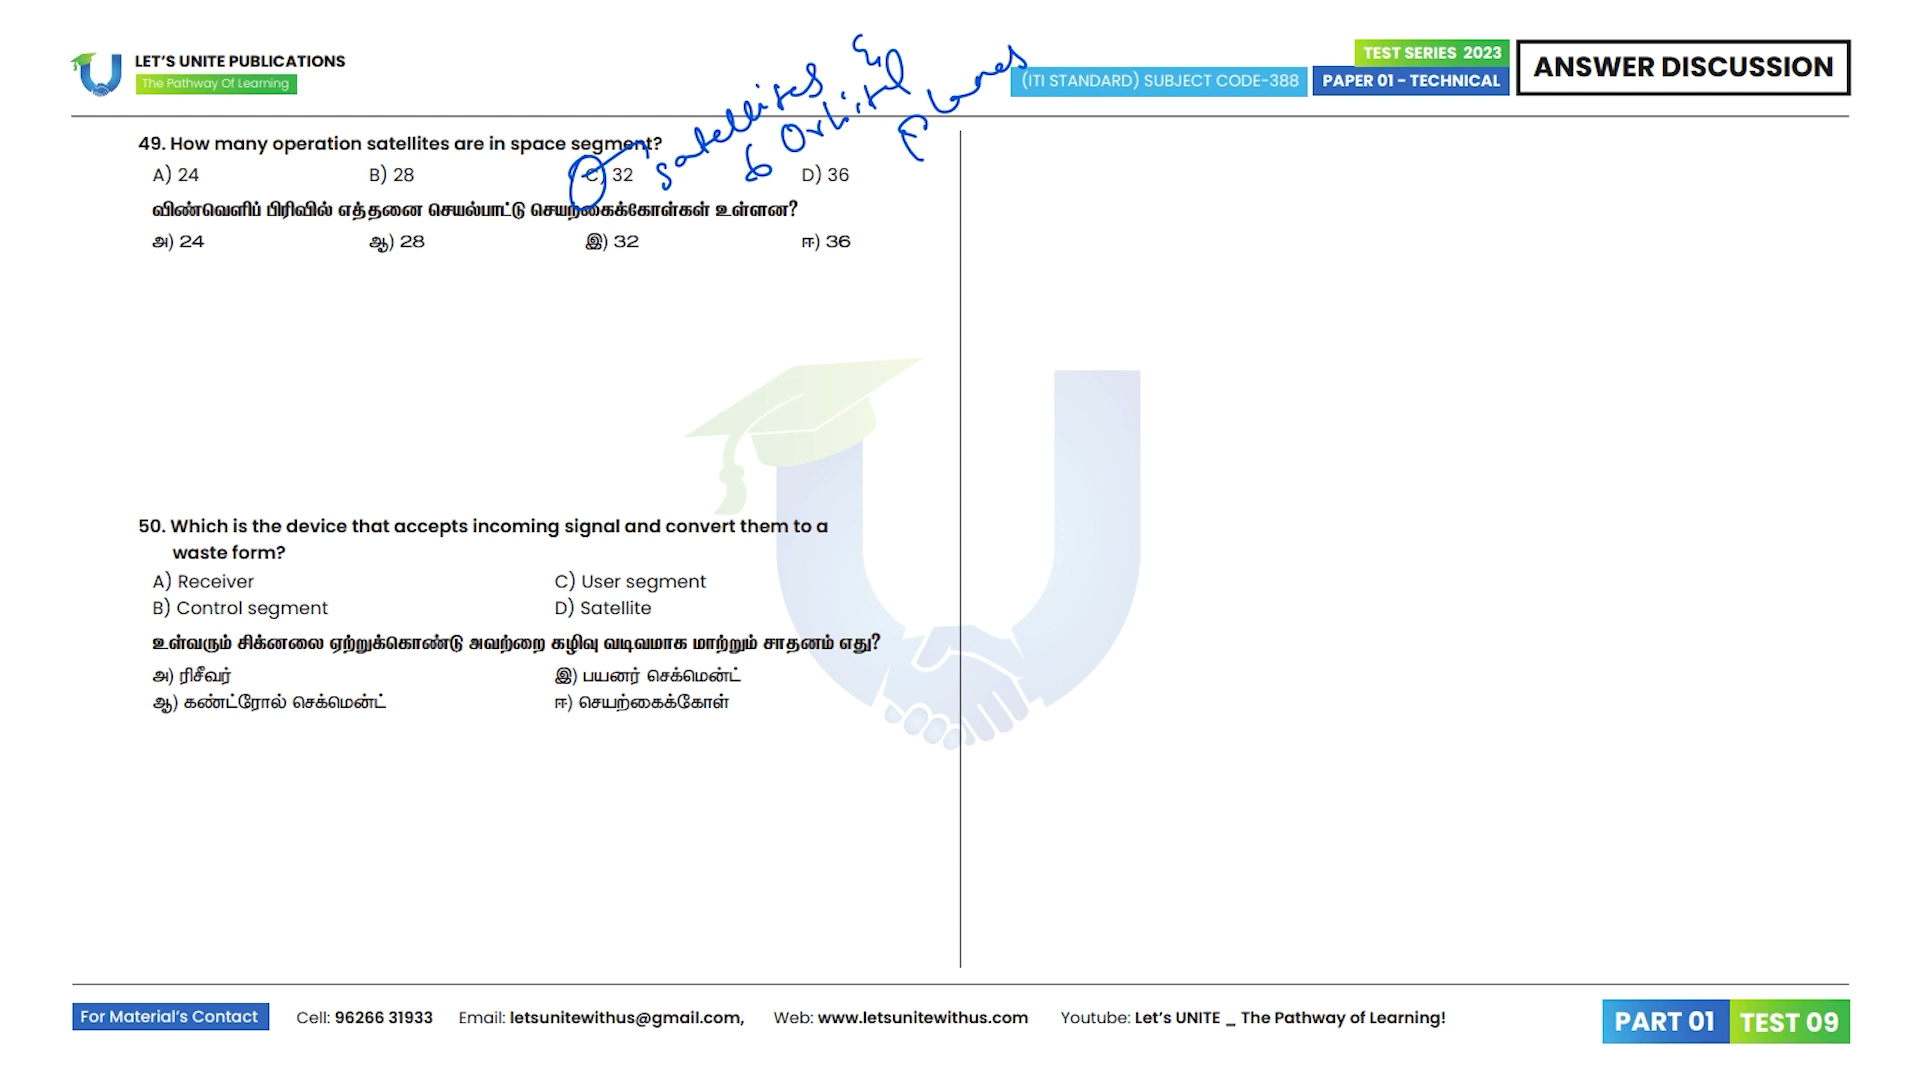 LET'S UNITE PUBLICATIONS
The Pathway Of Learning
TEST SERIES 2023
(ITI STANDARD) SUBJECT CODE-388
PAPER 01 - TECHNICAL
ANSWER DISCUSSION
satellites &
6 Orbital
Planes
49. How many operation satellites are in space segment?
A) 24 B) 28 C) 32 D) 36
விண்வெளிப் பிரிவில் எத்தனை செயல்பாட்டு செயற்கைக்கோள்கள் உள்ளன?
அ) 24 ஆ) 28 இ) 32 ஈ) 36
50. Which is the device that accepts incoming signal and convert them to a
waste form?
A) Receiver C) User segment
B) Control segment D) Satellite
உள்வரும் சிக்னலை ஏற்றுக்கொண்டு அவற்றை கழிவு வடிவமாக மாற்றும் சாதனம் எது?
அ) ரிசீவர் இ) பயனர் செக்மென்ட்
ஆ) கண்ட்ரோல் செக்மென்ட் ஈ) செயற்கைக்கோள்
For Material's Contact Cell: 96266 31933 Email: letsunitewithus@gmail.com, Web: www.letsunitewithus.com Youtube: Let's UNITE _ The Pathway of Learning!
PART 01 TEST 09